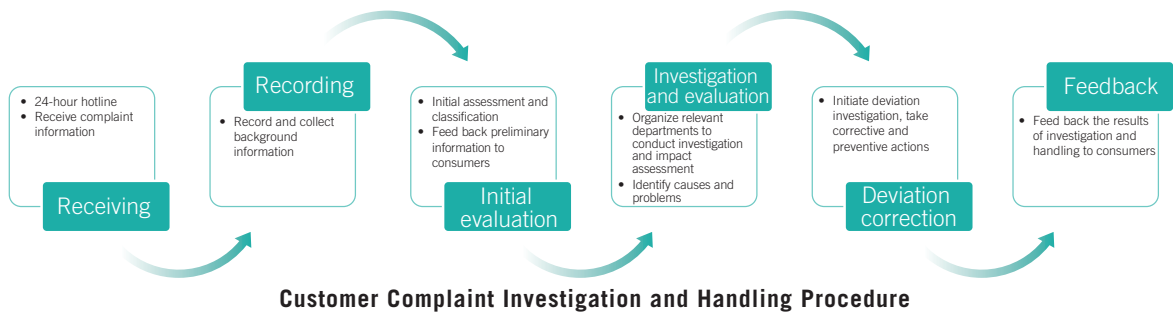 • 24-hour hotline
• Receive complaint
information
Receiving
Recording
• Record and collect
background
information
• Initial assessment and
classification
• Feed back preliminary
information to
consumers
Initial
evaluation
Investigation
and evaluation
• Organize relevant
departments to
conduct investigation
and impact
assessment
• Identify causes and
problems
• Initiate deviation
investigation, take
corrective and
preventive actions
Deviation
correction
Feedback
• Feed back the results
of investigation and
handling to consumers
Customer Complaint Investigation and Handling Procedure